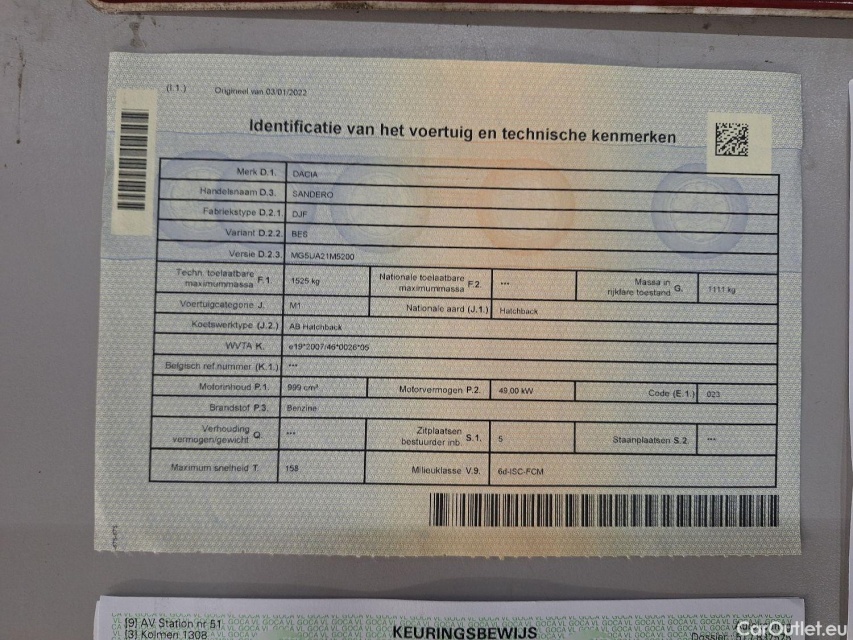 (I.1.) Origineel van 03/01/2022
Identificatie van het voertuig en technische kenmerken
Merk D.1. DACIA
Handelsnaam D.3. SANDERO
Fabriekstype D.2.1 DJF
Variant D.2.2 BE6
Versie D.2.3. MG5UA21M5200
Techn. toelaatbare maximummassa F.1. 1525 kg Nationale toelaatbare maximummassa F.2. *** Massa in rijklare toestand G. 1111 kg
Voertuigcategorie J. M1 Nationale aard (J.1.) Hatchback
Koetswerktype (J.2.) AB Hatchback
WVTA K. e19*2007/46*0026*05
Belgisch ref.nummer (K.1.) ***
Motorinhoud P.1. 999 cm³ Motorvermogen P.2. 49.00 kW Code (E.1.) 023
Brandstof P.3. Benzine
Verhouding vermogen/gewicht Q. *** Zitplaatsen bestuurder inb. S.1. 5 Staanplaatsen S.2. ***
Maximum snelheid T. 158 Milieuklasse V.9. 6d-ISC-FCM
[9] AV Station nr 51
[3] Kolmen 1308
KEURINGSBEWIJS
Dossier
CarOutlet.eu